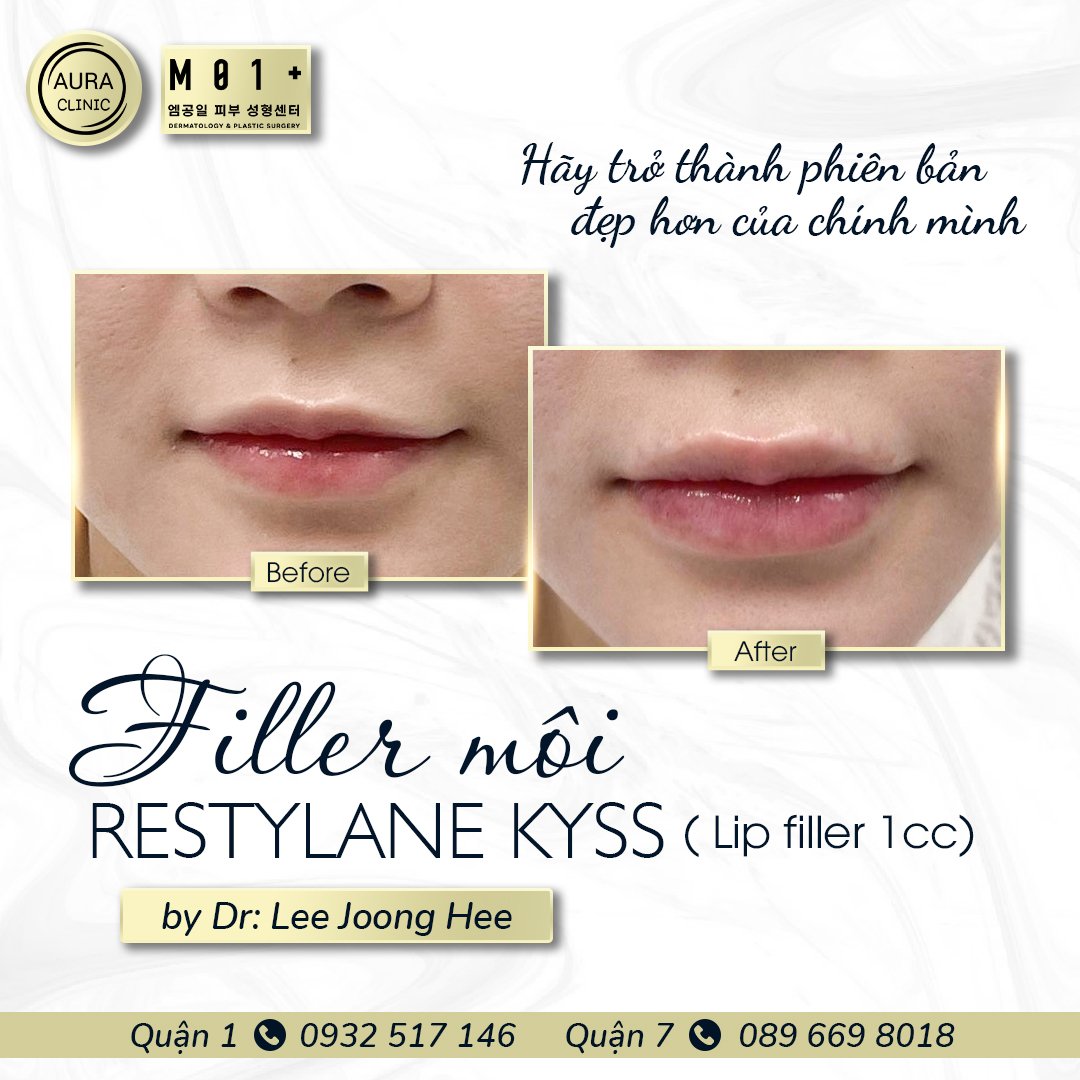 AURA
CLINIC
M01+
엠공일 피부 성형센터
DERMATOLOGY & PLASTIC SURGERY
Hãy trở thành phiên bản
đẹp hơn của chính mình
Before
After
Filler môi
RESTYLANE KYSS ( Lip filler 1cc)
by Dr: Lee Joong Hee
Quận 1 0932 517 146 Quận 7 089 669 8018